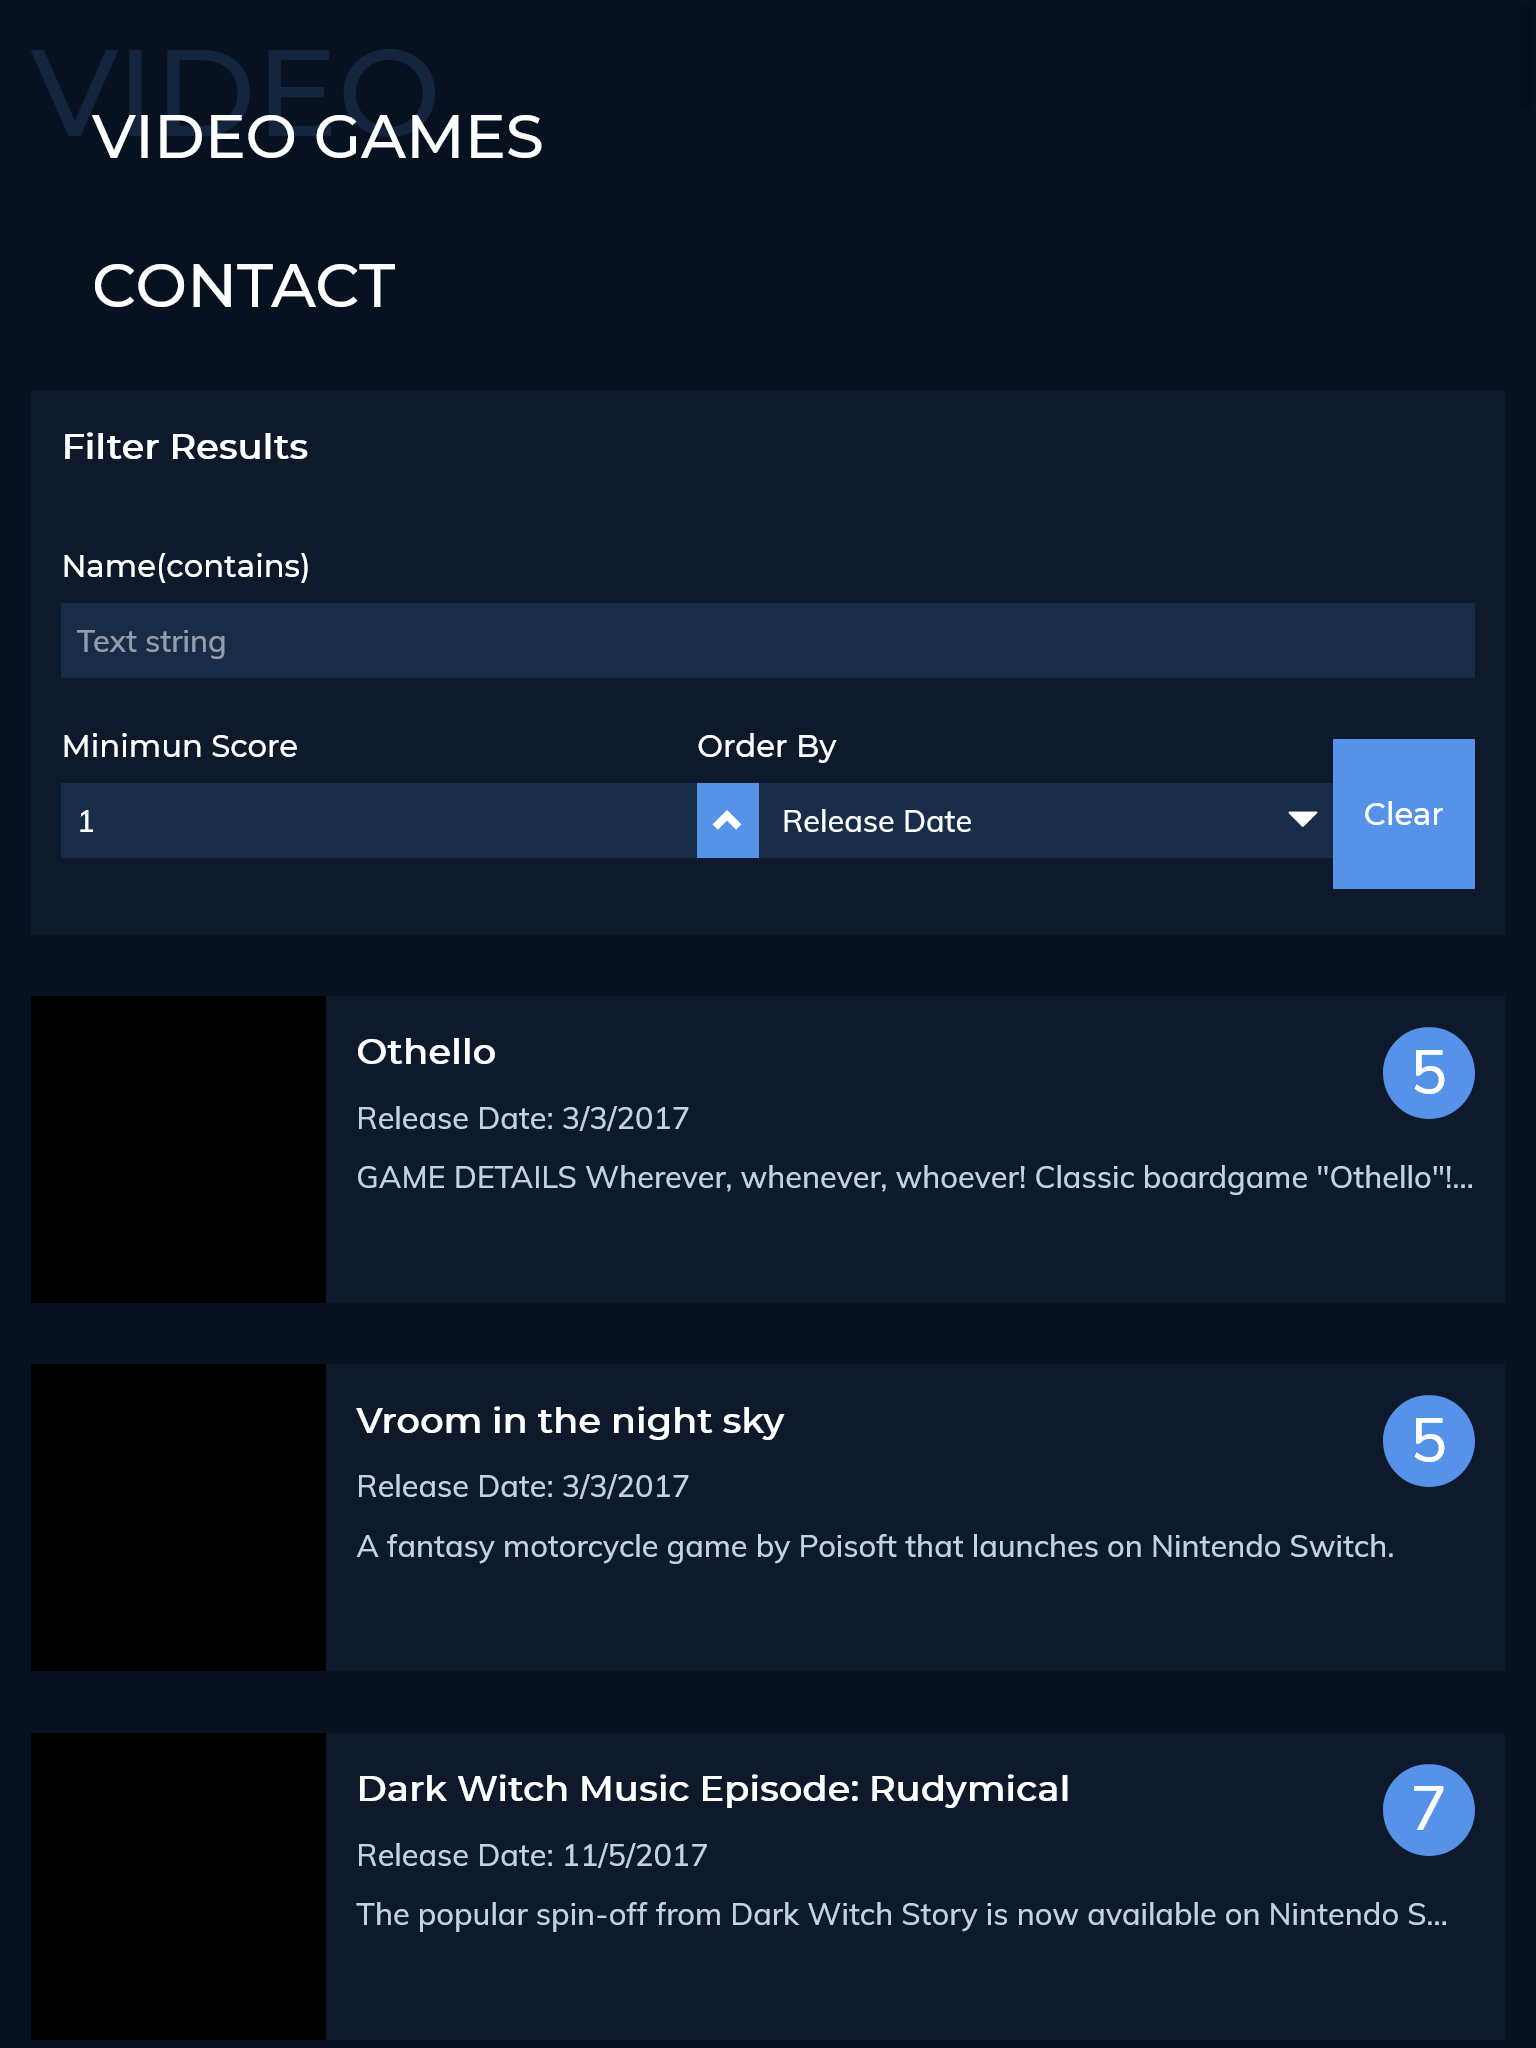 VIDEO
VIDEO GAMES
CONTACT
Filter Results
Name(contains)
Text string
Minimun Score
Order By
1
Release Date
Clear
Othello
5
Release Date: 3/3/2017
GAME DETAILS Wherever, whenever, whoever! Classic boardgame "Othello"!...
Vroom in the night sky
5
Release Date: 3/3/2017
A fantasy motorcycle game by Poisoft that launches on Nintendo Switch.
Dark Witch Music Episode: Rudymical
7
Release Date: 11/5/2017
The popular spin-off from Dark Witch Story is now available on Nintendo S...